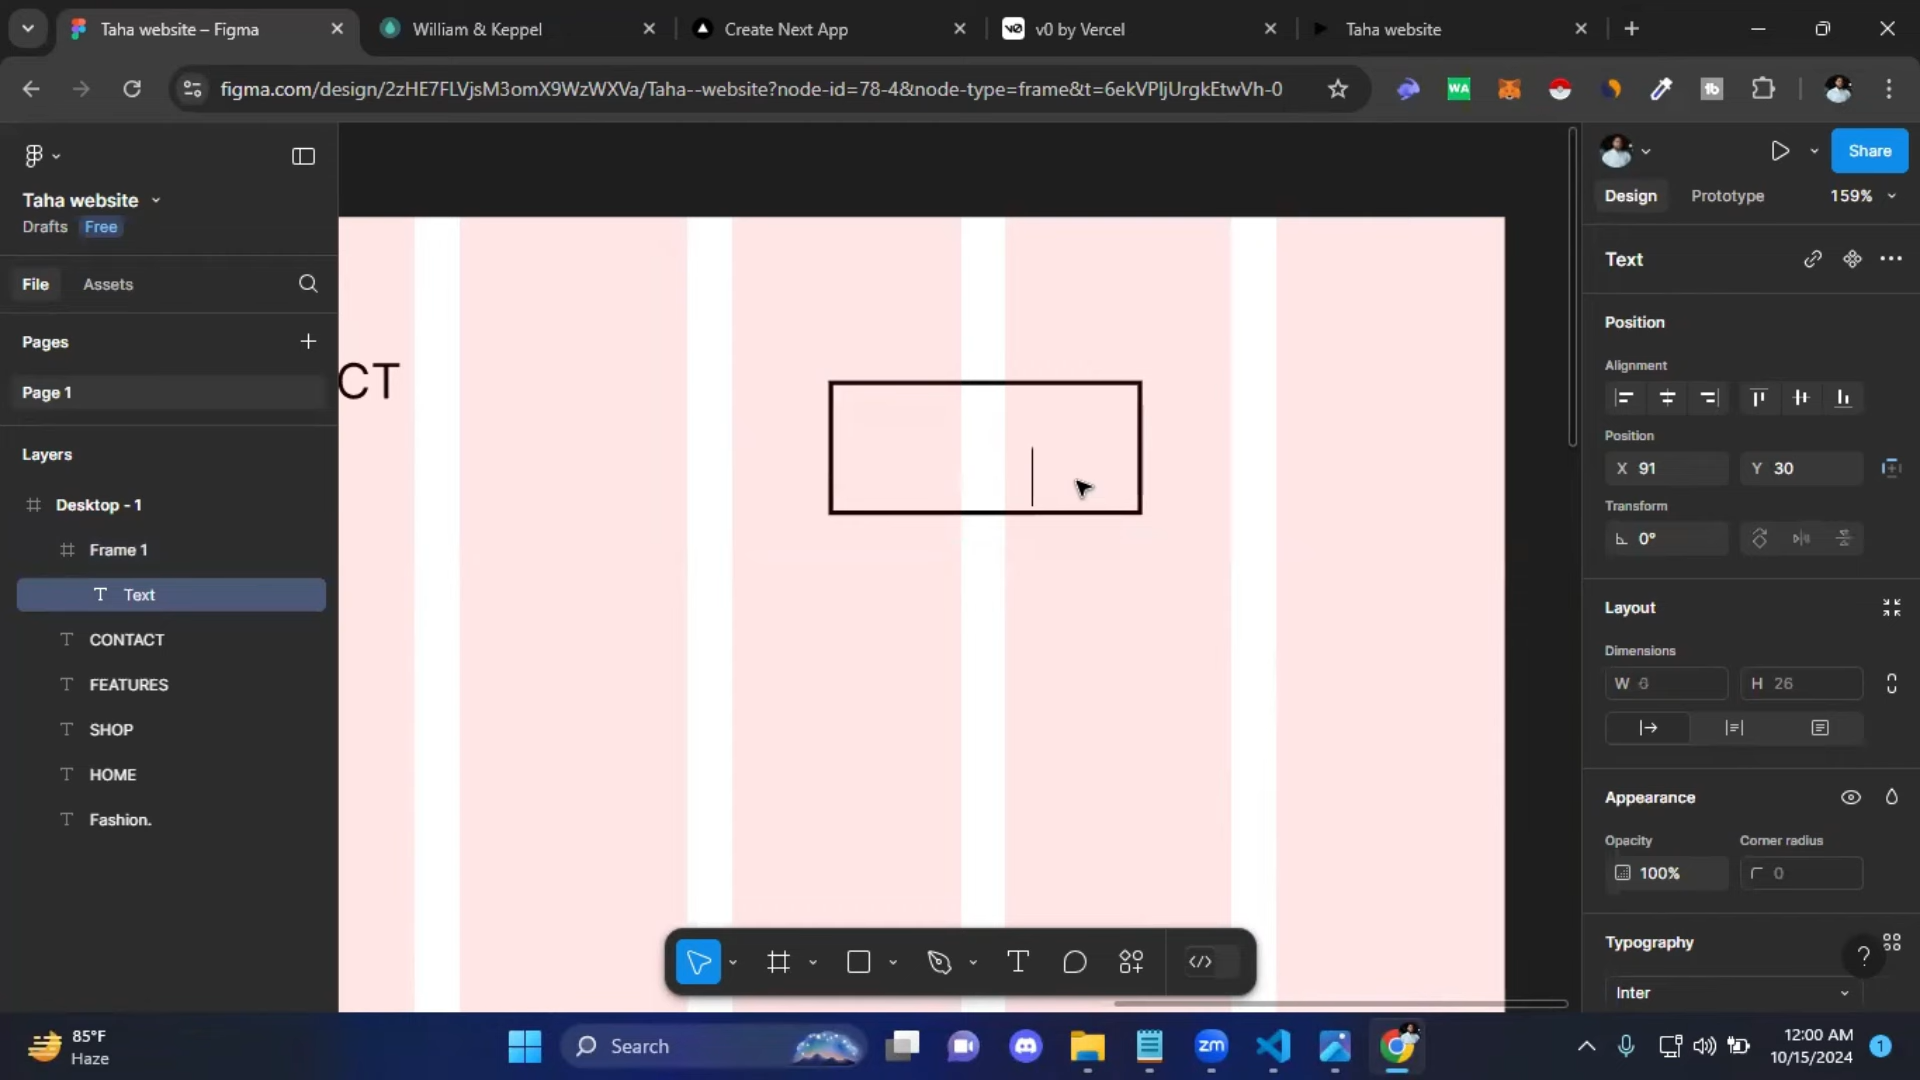 Taha website – Figma
William & Keppel
Create Next App
v0 by Vercel
Taha website
figma.com/design/2zHE7FLVjsM3omX9WzWXVa/Taha--website?node-id=78-4&node-type=frame&t=6ekVPIjUrgkEtwVh-0
WA
Taha website
Drafts Free
File Assets
Pages
Page 1
Layers
Desktop - 1
Frame 1
Text
CONTACT
FEATURES
SHOP
HOME
Fashion.
CT
Share
Design Prototype 159%
Text
Position
Alignment
Position
X 91 Y 30
Transform
0°
Layout
Dimensions
W 0 H 26
Appearance
Opacity Corner radius
100% 0
Typography
?
Inter
85°F
Haze
Search
zm
12:00 AM
10/15/2024
1